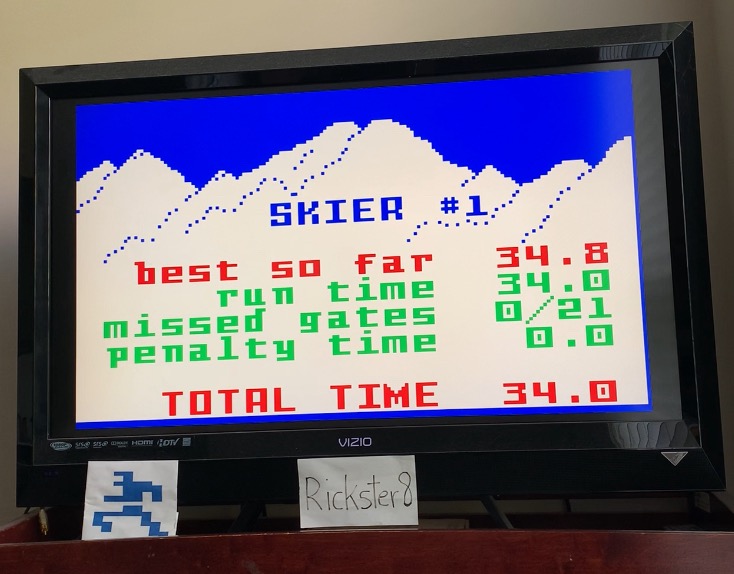 SKIER #1
best so far 34.8
run time 34.0
missed gates 0/21
penalty time 0.0
TOTAL TIME 34.0
HDMI HDTV
VIZIO
Rickster8